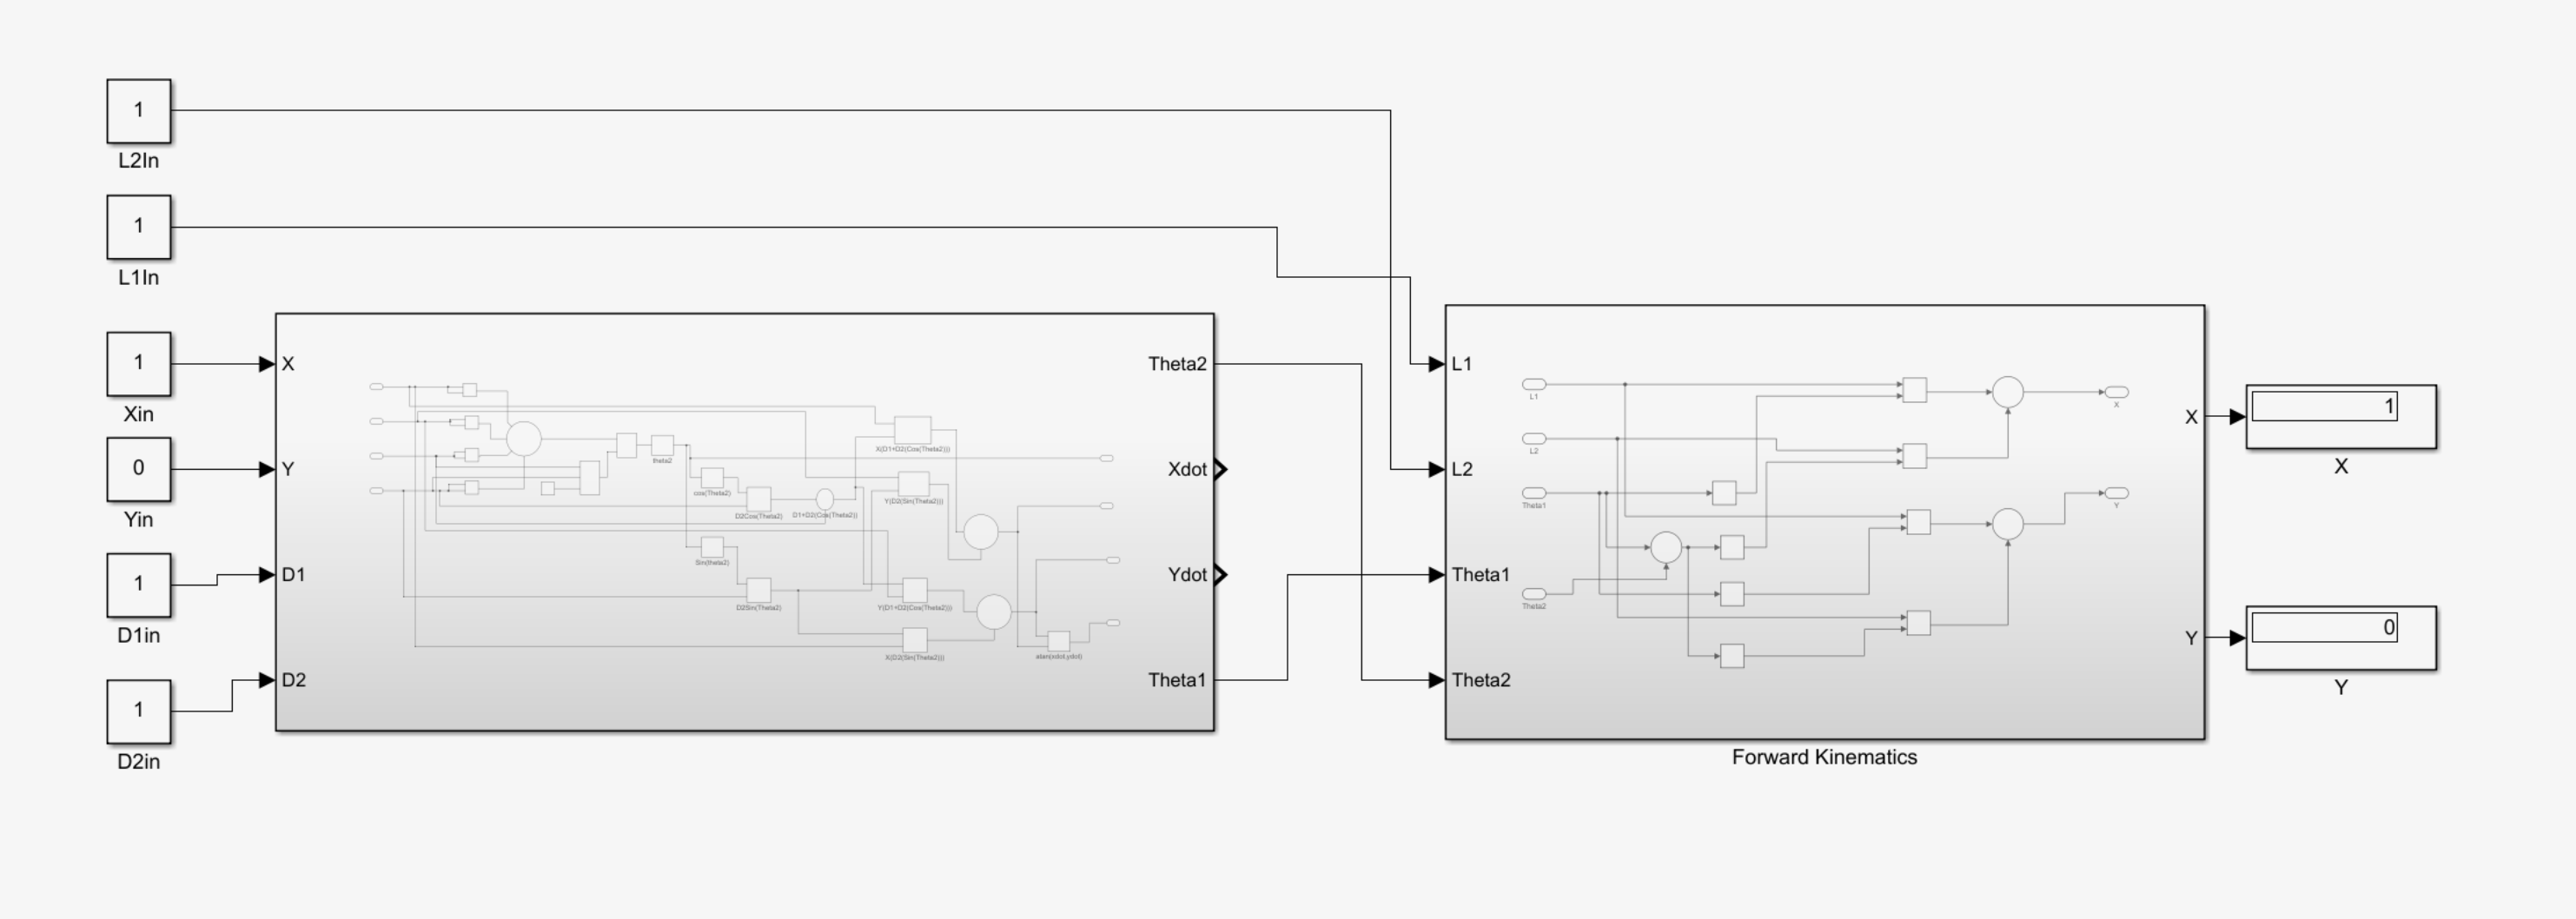 1
L2In
1
L1In
1
Xin
0
Yin
1
D1in
1
D2in
X
Y
D1
D2
Theta2
Xdot
Ydot
Theta1
theta2
cos(Theta2)
D2Cos(Theta2)
D1+D2(Cos(Theta2))
X(D1+D2(Cos(Theta2)))
Y(D2(Sin(Theta2)))
Sin(theta2)
D2Sin(Theta2)
Y(D1+D2(Cos(Theta2)))
X(D2(Sin(Theta2)))
atan(xdot,ydot)
L1
L2
Theta1
Theta2
L1
L2
Theta1
Theta2
X
Y
X
Y
Forward Kinematics
1
X
0
Y